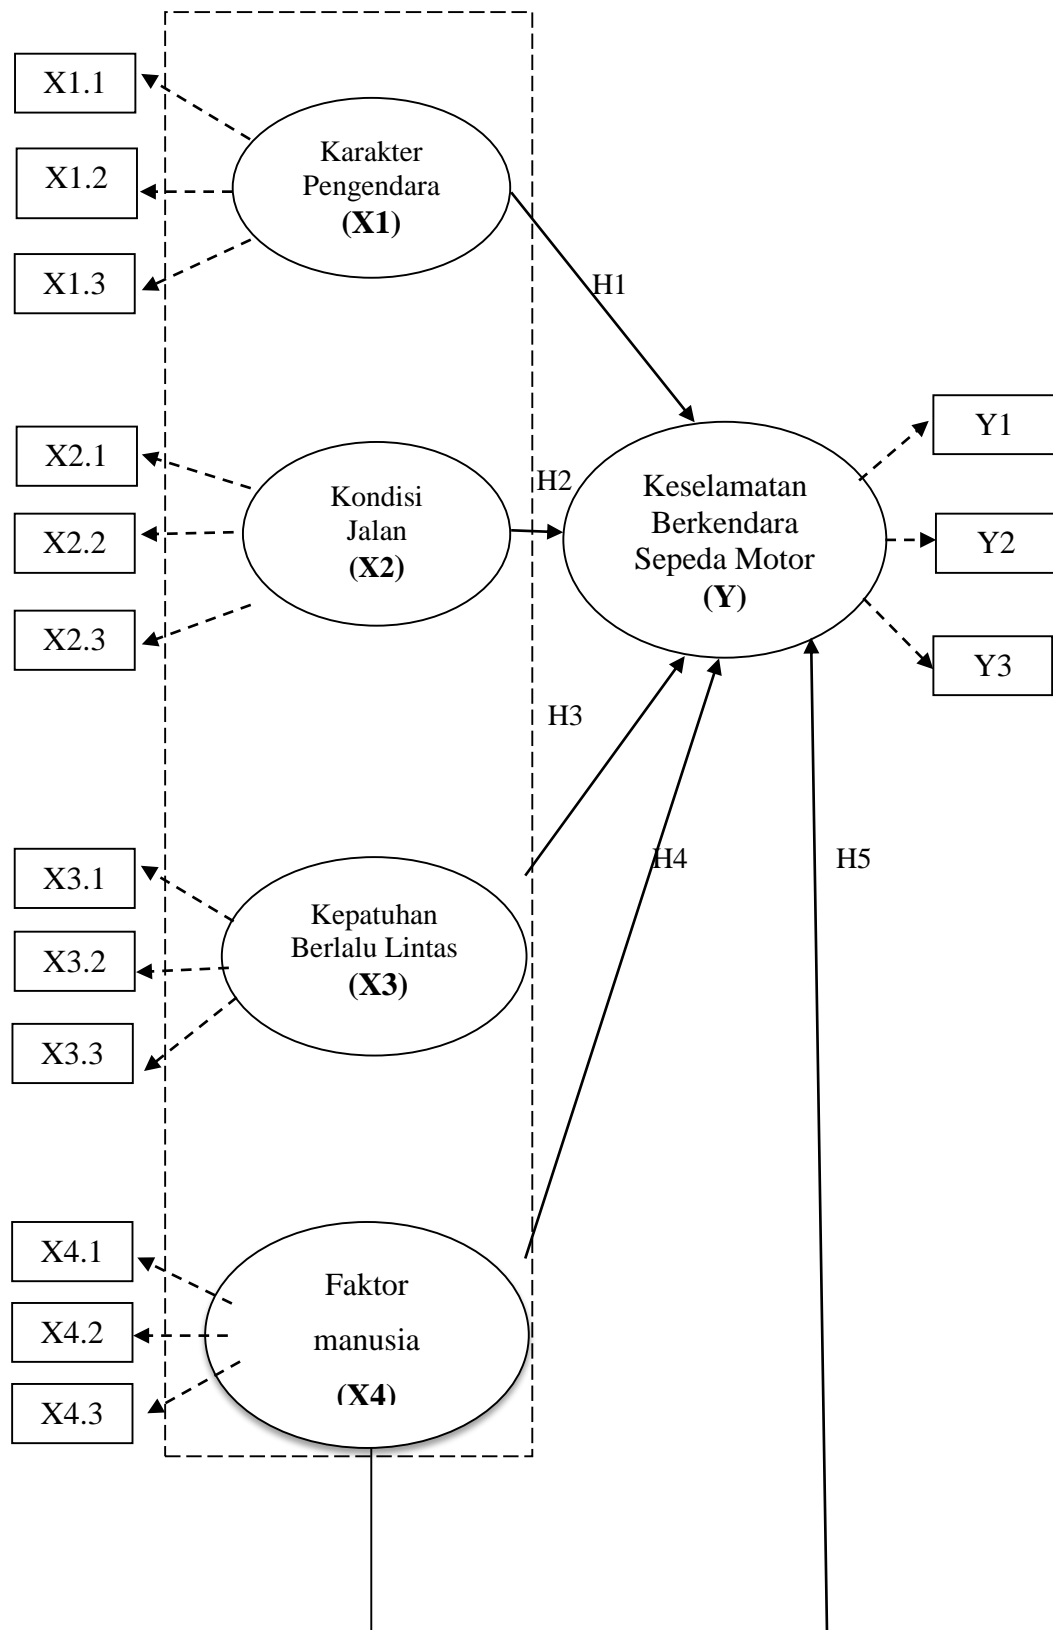 X1.1
X1.2
X1.3
Karakter
Pengendara
(X1)
H1
X2.1
X2.2
X2.3
Kondisi
Jalan
(X2)
H2
Keselamatan
Berkendara
Sepeda Motor
(Y)
Y1
Y2
Y3
H3
X3.1
X3.2
X3.3
Kepatuhan
Berlalu Lintas
(X3)
H4
H5
X4.1
X4.2
X4.3
Faktor
manusia
(X4)